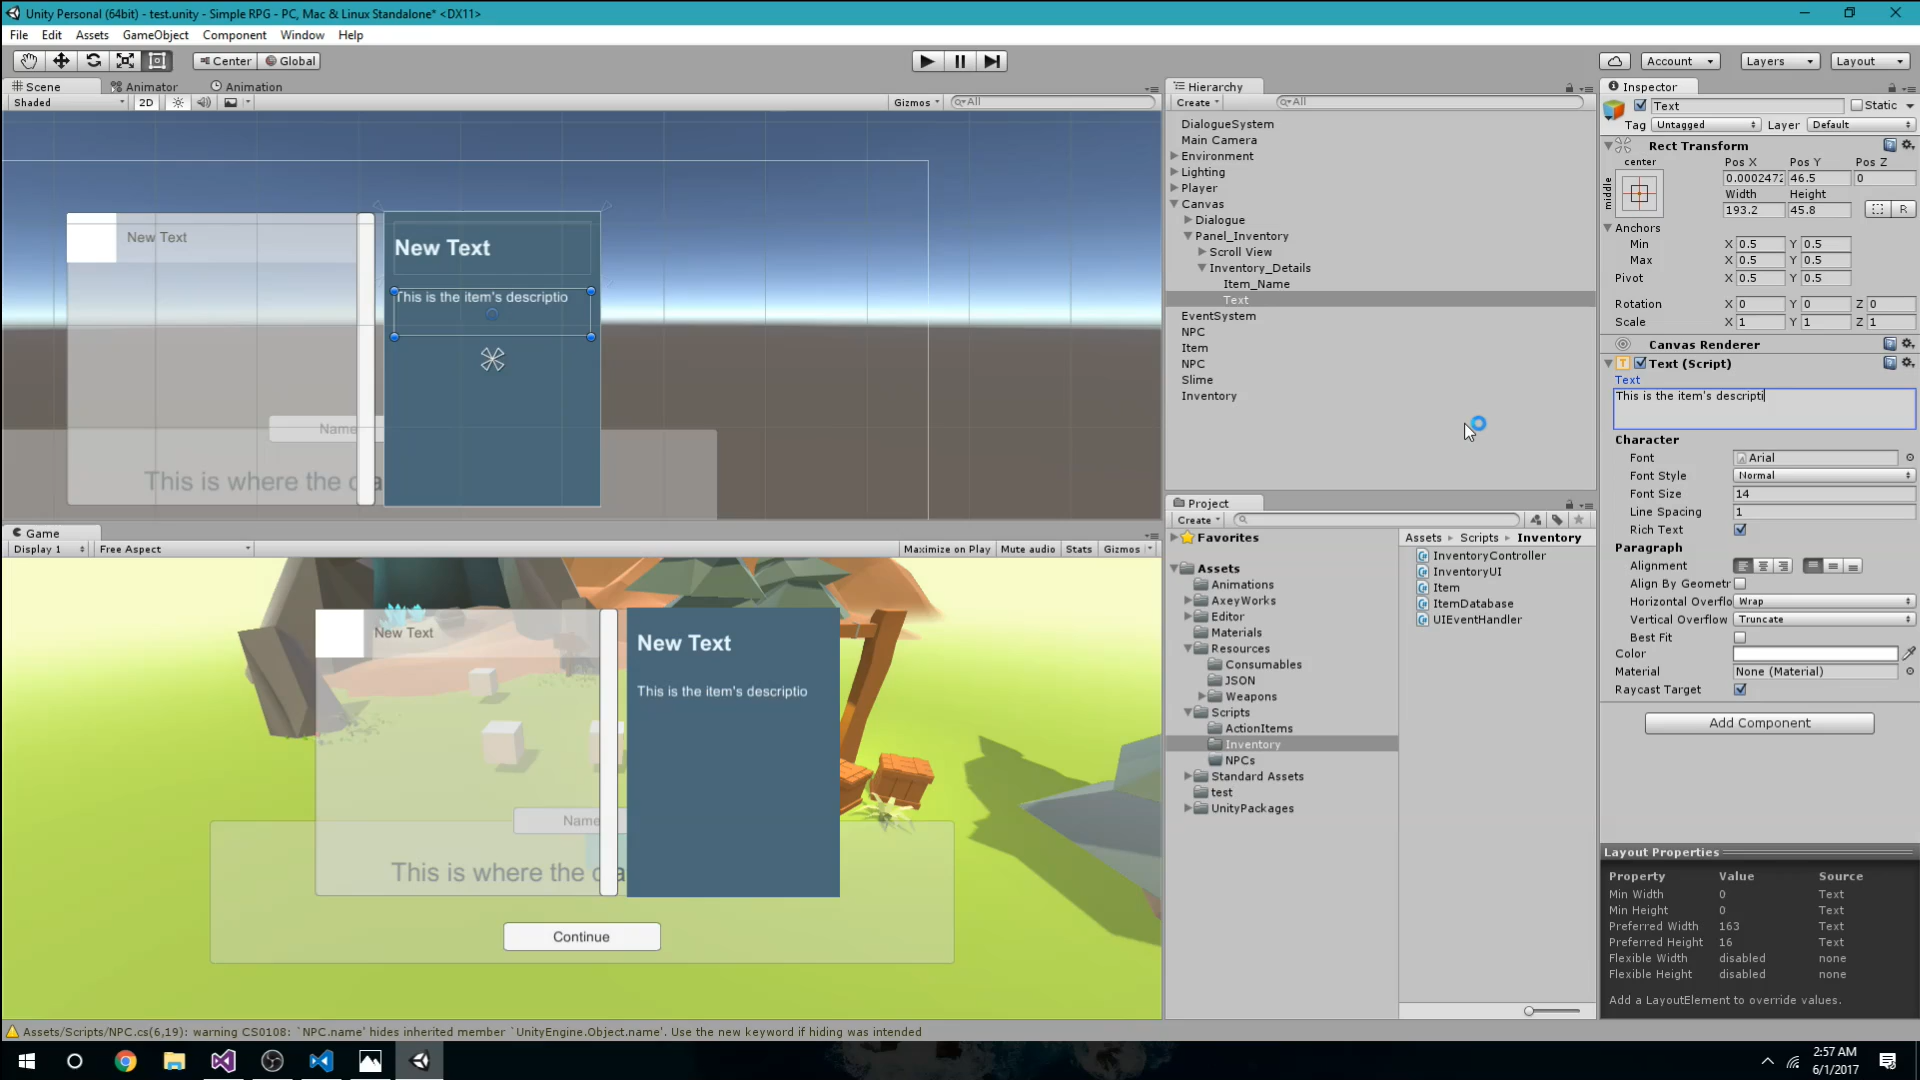 Unity Personal (64bit) - test.unity - Simple RPG - PC, Mac & Linux Standalone* <DX11>
File Edit Assets GameObject Component Window Help
Center Global
Account Layers Layout
Scene Animator Animation
Shaded 2D Gizmos All
New Text
New Text
This is the item's descriptio
Name
This is where the d
Game
Display 1 Free Aspect Maximize on Play Mute audio Stats Gizmos
New Text
New Text
This is the item's descriptio
Name
This is where the d
Continue
Hierarchy
Create All
DialogueSystem
Main Camera
Environment
Lighting
Player
Canvas
Dialogue
Panel_Inventory
Scroll View
Inventory_Details
Item_Name
Text
EventSystem
NPC
Item
NPC
Slime
Inventory
Project
Create
Favorites
Assets
Animations
AxeyWorks
Editor
Materials
Resources
Consumables
JSON
Weapons
Scripts
ActionItems
Inventory
NPCs
Standard Assets
test
UnityPackages
Assets Scripts Inventory
InventoryController
InventoryUI
Item
ItemDatabase
UIEventHandler
Inspector
Text Static
Tag Untagged Layer Default
Rect Transform
center Pos X Pos Y Pos Z
middle 0.0002472 46.5 0
Width Height
193.2 45.8 R
Anchors
Min X 0.5 Y 0.5
Max X 0.5 Y 0.5
Pivot X 0.5 Y 0.5
Rotation X 0 Y 0 Z 0
Scale X 1 Y 1 Z 1
Canvas Renderer
Text (Script)
Text
This is the item's descripti
Character
Font Arial
Font Style Normal
Font Size 14
Line Spacing 1
Rich Text
Paragraph
Alignment
Align By Geometr
Horizontal Overflo Wrap
Vertical Overflow Truncate
Best Fit
Color
Material None (Material)
Raycast Target
Add Component
Layout Properties
Property Value Source
Min Width 0 Text
Min Height 0 Text
Preferred Width 163 Text
Preferred Height 16 Text
Flexible Width disabled none
Flexible Height disabled none
Add a LayoutElement to override values.
Assets/Scripts/NPC.cs(6,19): warning CS0108: `NPC.name' hides inherited member `UnityEngine.Object.name'. Use the new keyword if hiding was intended
2:57 AM
6/1/2017